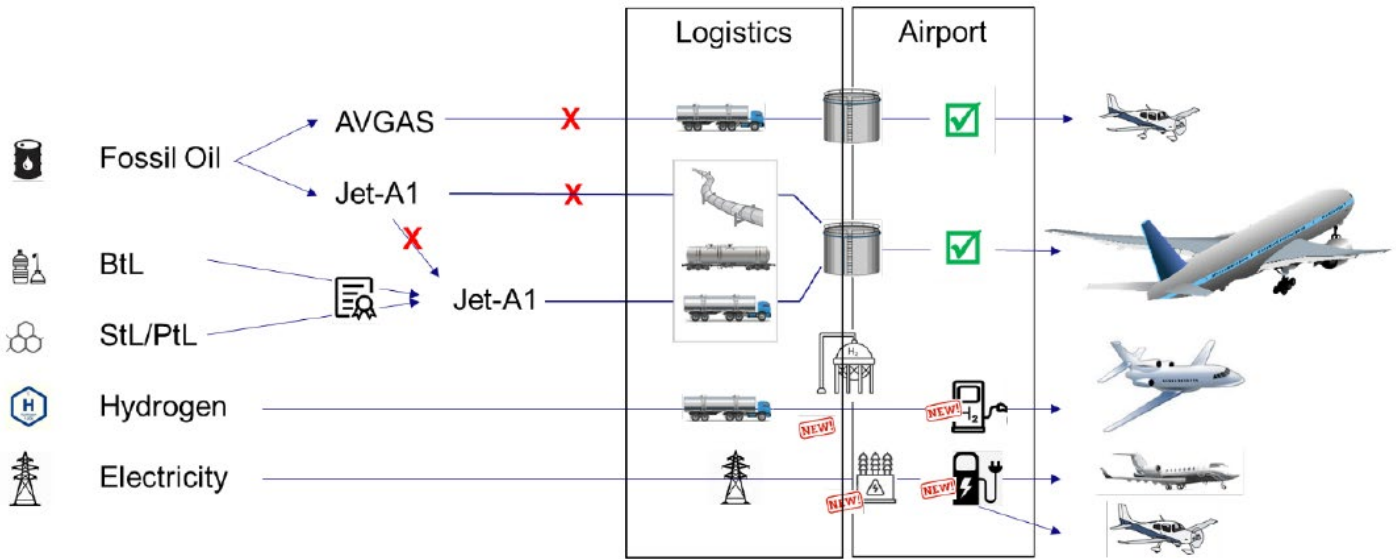 Logistics
Airport
AVGAS
X
Fossil Oil
Jet-A1
X
X
BtL
Jet-A1
StL/PtL
H₂
H
Hydrogen
NEW!
NEW!
H₂
Electricity
NEW!
NEW!